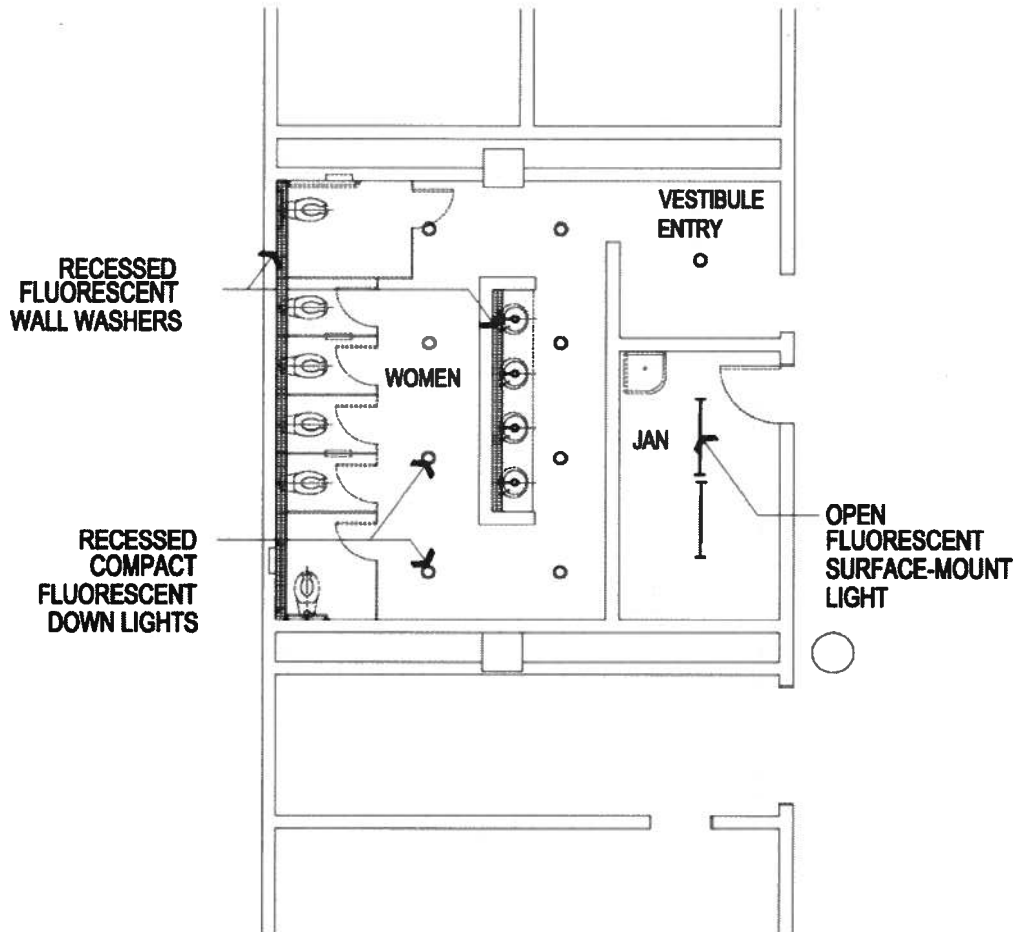 VESTIBULE
ENTRY
RECESSED
FLUORESCENT
WALL WASHERS
WOMEN
JAN
OPEN
FLUORESCENT
SURFACE-MOUNT
LIGHT
RECESSED
COMPACT
FLUORESCENT
DOWN LIGHTS